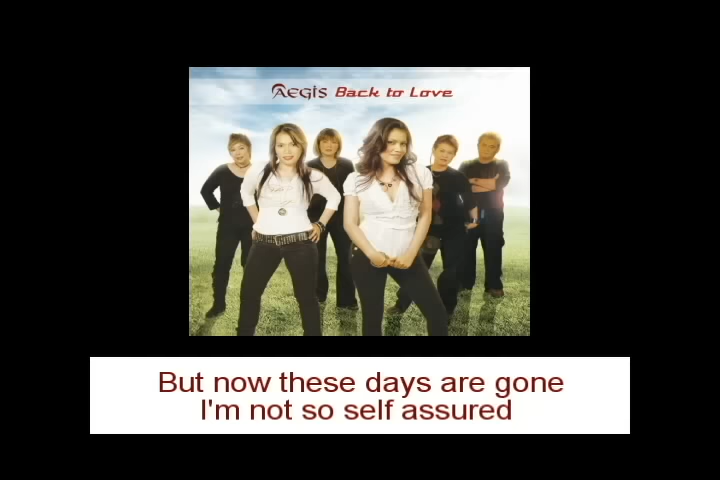 AEGIS Back to Love
But now these days are gone
I'm not so self assured